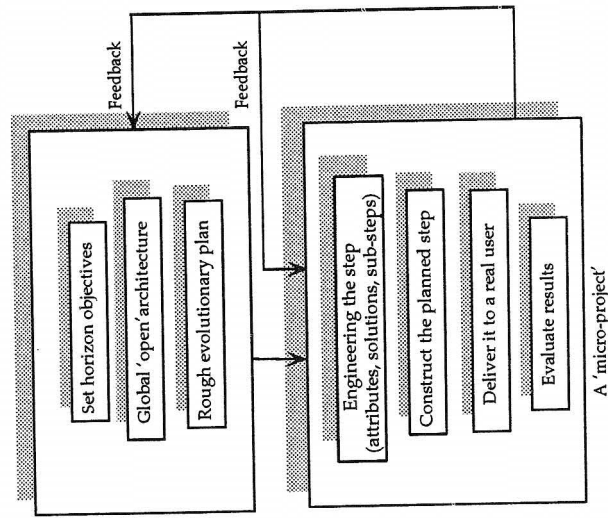 Set horizon objectives
Global 'open' architecture
Rough evolutionary plan
Feedback
Feedback
Engineering the step
(attributes, solutions, sub-steps)
Construct the planned step
Deliver it to a real user
Evaluate results
A 'micro-project'